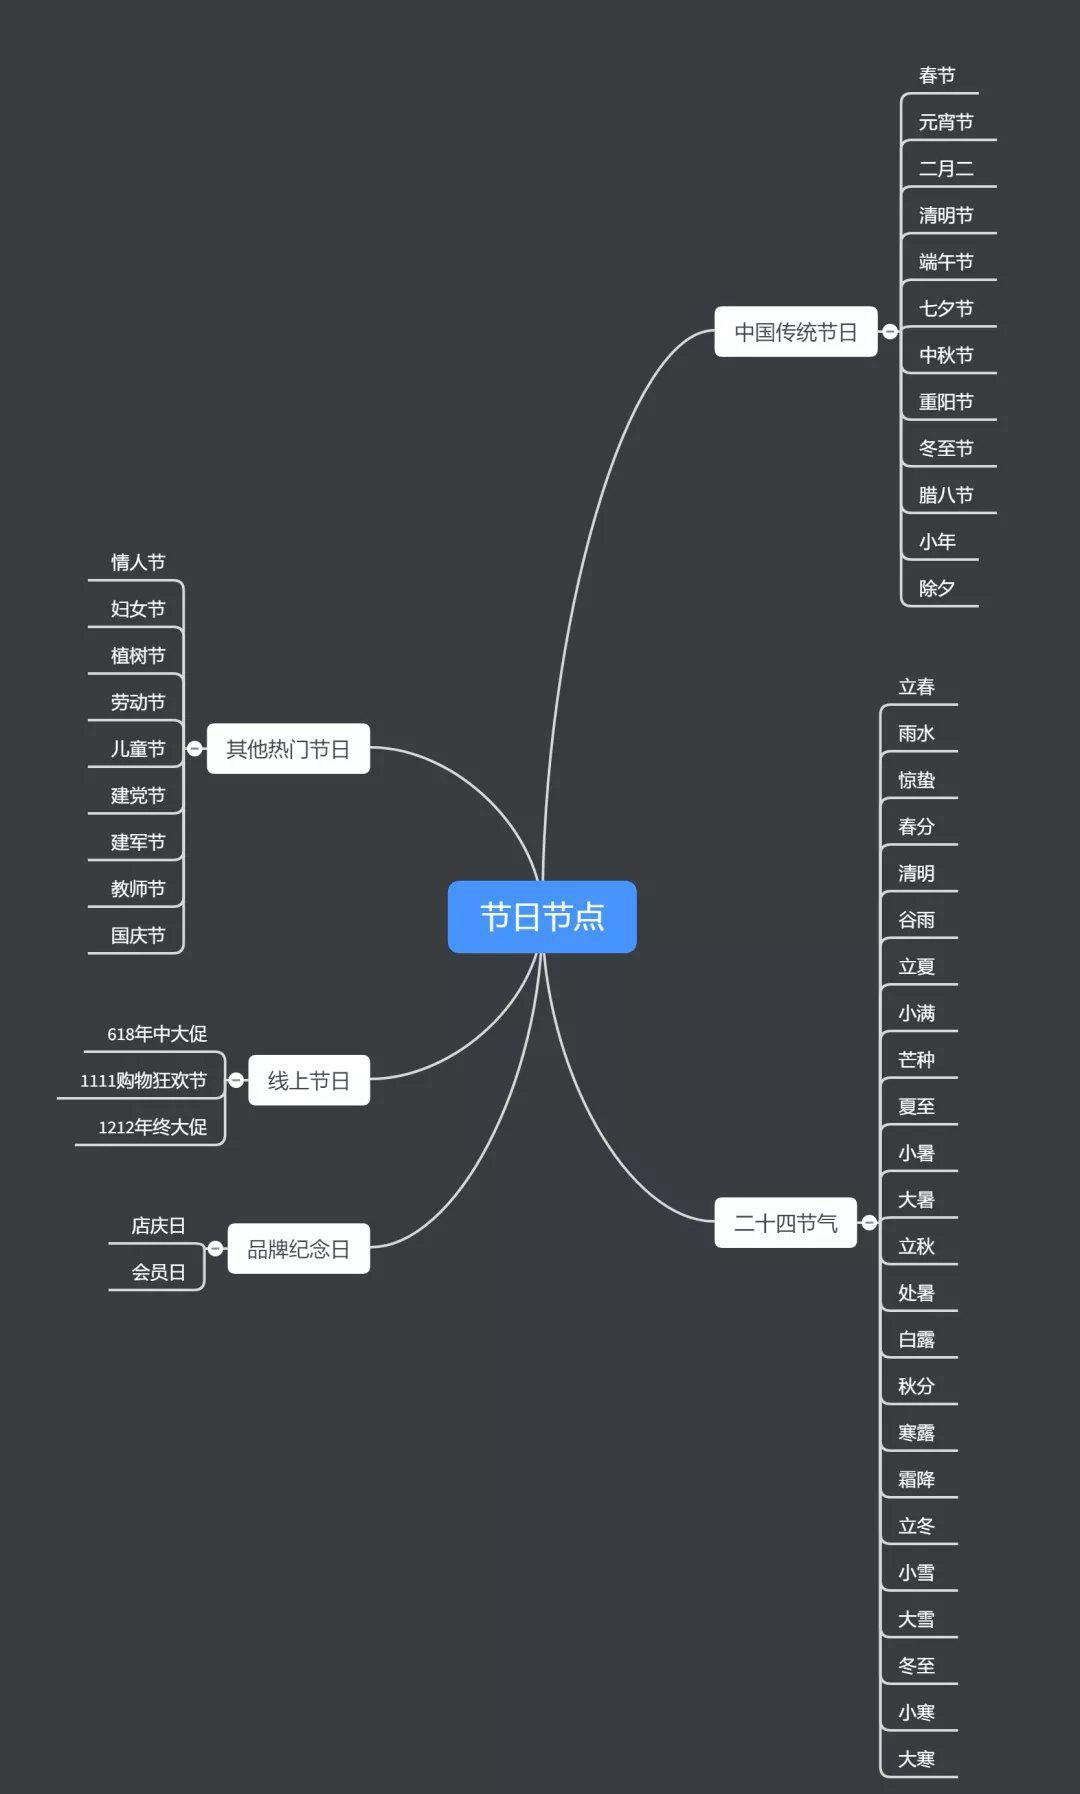 节日节点
中国传统节日
春节
元宵节
二月二
清明节
端午节
七夕节
中秋节
重阳节
冬至节
腊八节
小年
除夕
二十四节气
立春
雨水
惊蛰
春分
清明
谷雨
立夏
小满
芒种
夏至
小暑
大暑
立秋
处暑
白露
秋分
寒露
霜降
立冬
小雪
大雪
冬至
小寒
大寒
其他热门节日
情人节
妇女节
植树节
劳动节
儿童节
建党节
建军节
教师节
国庆节
线上节日
618年中大促
1111购物狂欢节
1212年终大促
品牌纪念日
店庆日
会员日